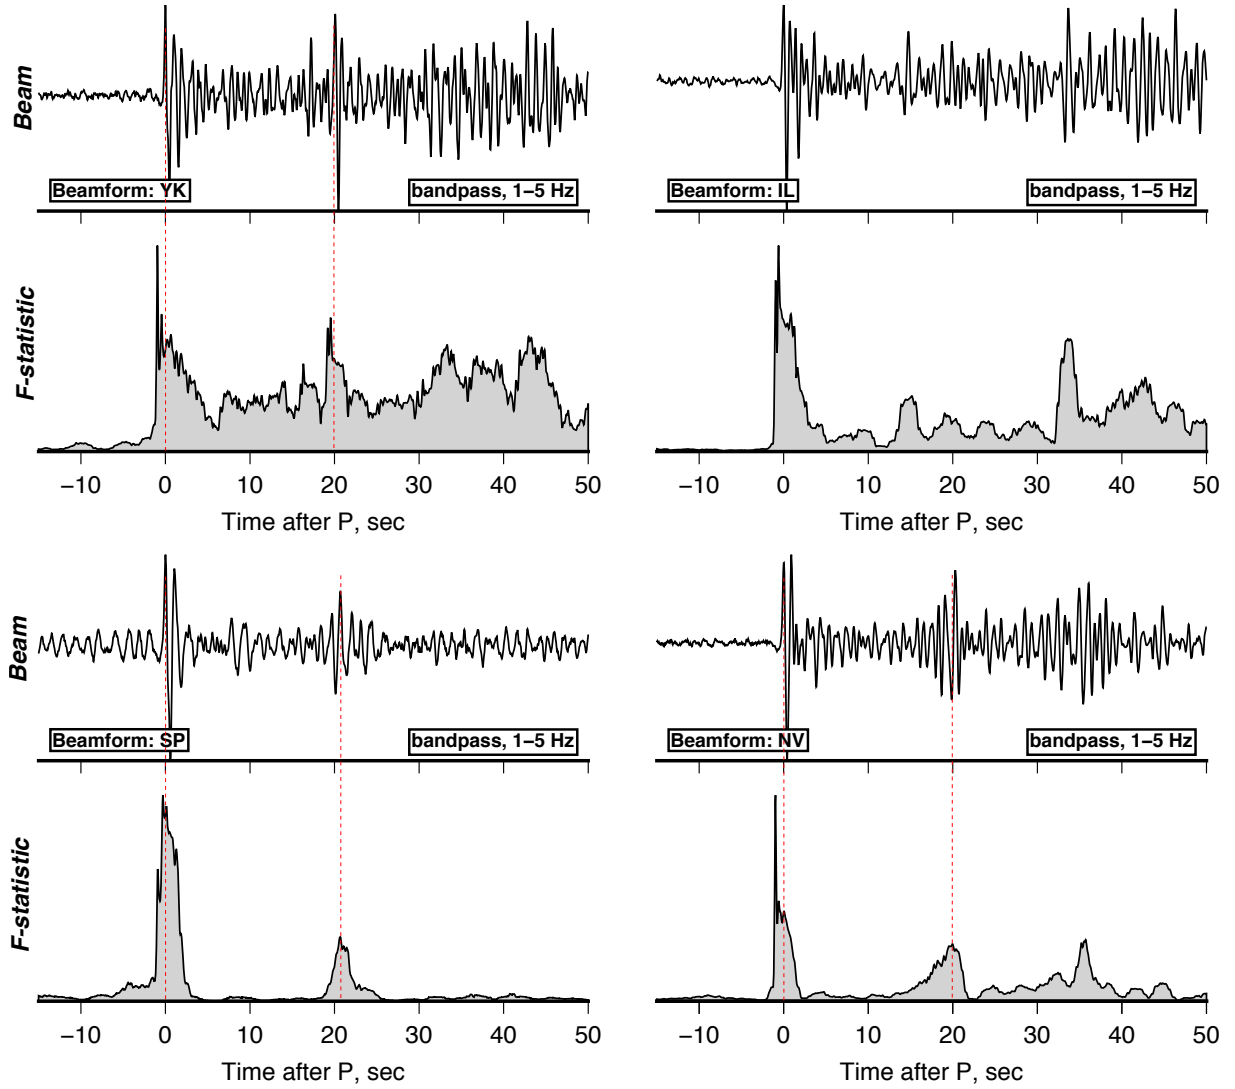 Beam
Beamform: YK
bandpass, 1–5 Hz
Beamform: IL
bandpass, 1–5 Hz
F-statistic
−10 0 10 20 30 40 50
−10 0 10 20 30 40 50
Time after P, sec
Time after P, sec
Beam
Beamform: SP
bandpass, 1–5 Hz
Beamform: NV
bandpass, 1–5 Hz
F-statistic
−10 0 10 20 30 40 50
−10 0 10 20 30 40 50
Time after P, sec
Time after P, sec